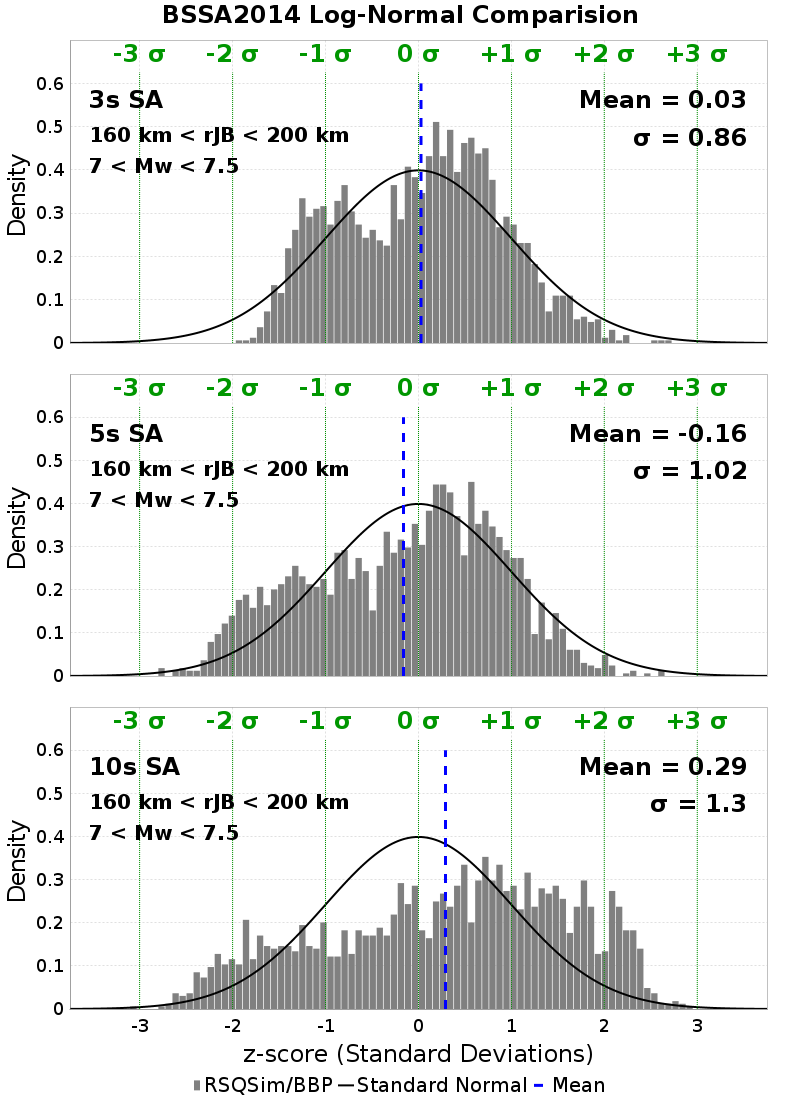 BSSA2014 Log-Normal Comparision
-3 σ -2 σ -1 σ 0 σ +1 σ +2 σ +3 σ
0.6
3s SA Mean = 0.03
0.5
160 km < rJB < 200 km σ = 0.86
0.4
7 < Mw < 7.5
0.3
0.2
0.1
0
Density
-3 σ -2 σ -1 σ 0 σ +1 σ +2 σ +3 σ
0.6
5s SA Mean = -0.16
0.5
160 km < rJB < 200 km σ = 1.02
0.4
7 < Mw < 7.5
0.3
0.2
0.1
0
Density
-3 σ -2 σ -1 σ 0 σ +1 σ +2 σ +3 σ
0.6
10s SA Mean = 0.29
0.5
160 km < rJB < 200 km σ = 1.3
0.4
7 < Mw < 7.5
0.3
0.2
0.1
0
Density
-3 -2 -1 0 1 2 3
z-score (Standard Deviations)
RSQSim/BBP Standard Normal Mean